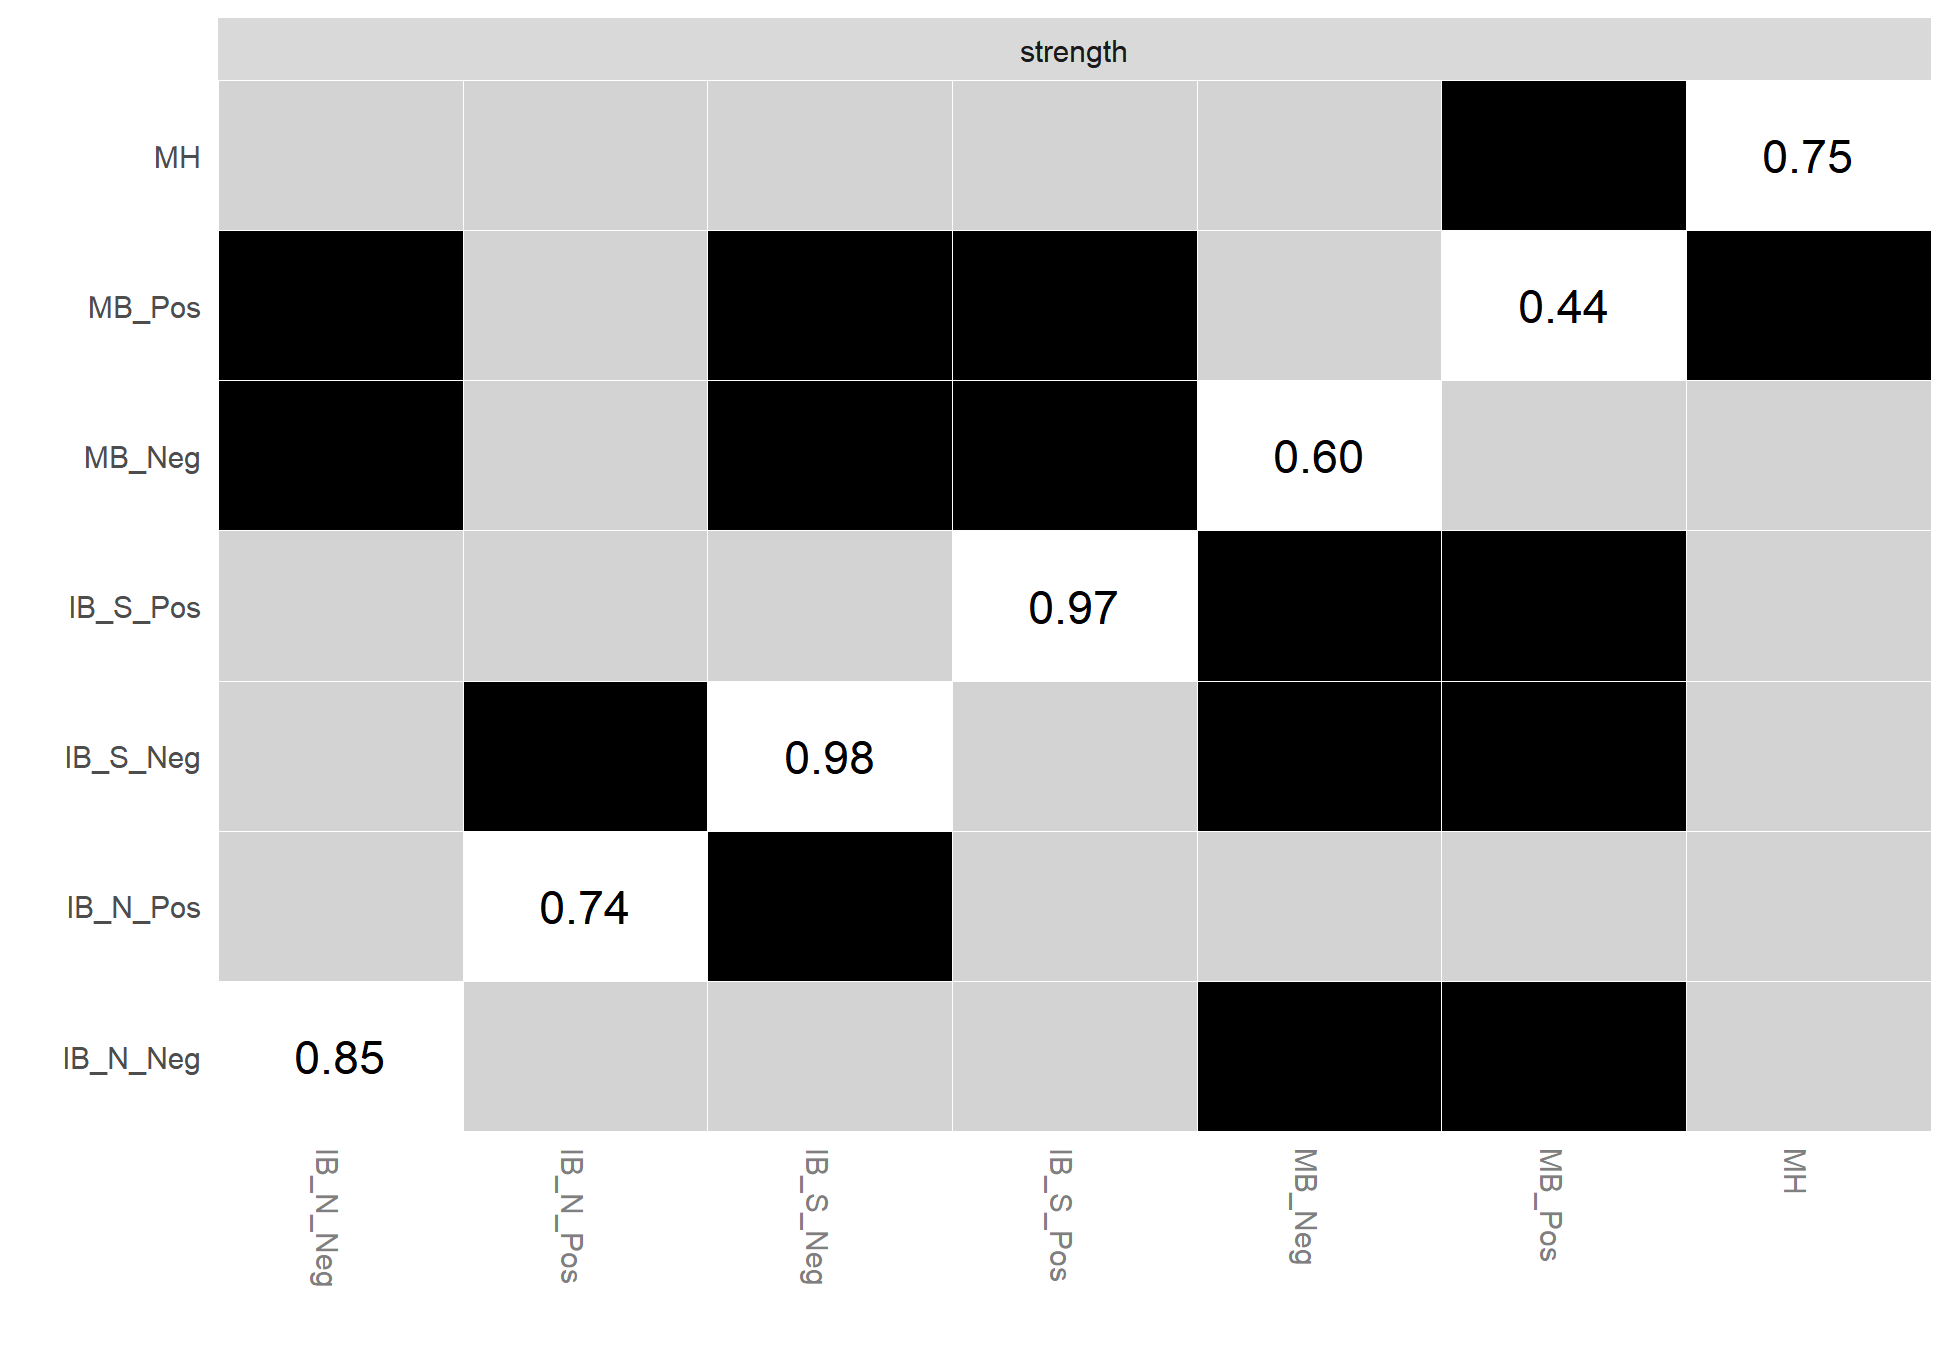 strength
MH 0.75
MB_Pos 0.44
MB_Neg 0.60
IB_S_Pos 0.97
IB_S_Neg 0.98
IB_N_Pos 0.74
IB_N_Neg 0.85
IB_N_Neg IB_N_Pos IB_S_Neg IB_S_Pos MB_Neg MB_Pos MH